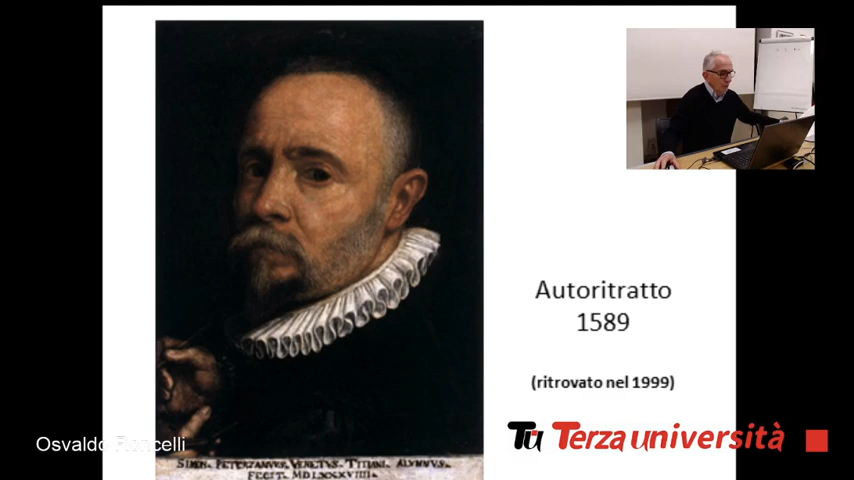 Autoritratto
1589
(ritrovato nel 1999)
Tu Terza università
Osvaldo Roncelli
SIMON. PETERZANVS. VENETVS. TITIANI. ALVMNVS.
FECIT. MDLXXXVIIII.